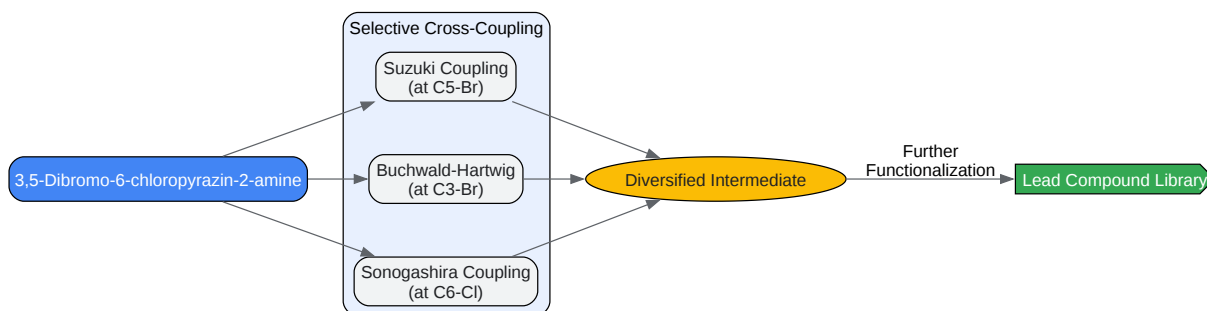 Selective Cross-Coupling
Suzuki Coupling
(at C5-Br)
3,5-Dibromo-6-chloropyrazin-2-amine
Buchwald-Hartwig
(at C3-Br)
Sonogashira Coupling
(at C6-Cl)
Diversified Intermediate
Further
Functionalization
Lead Compound Library